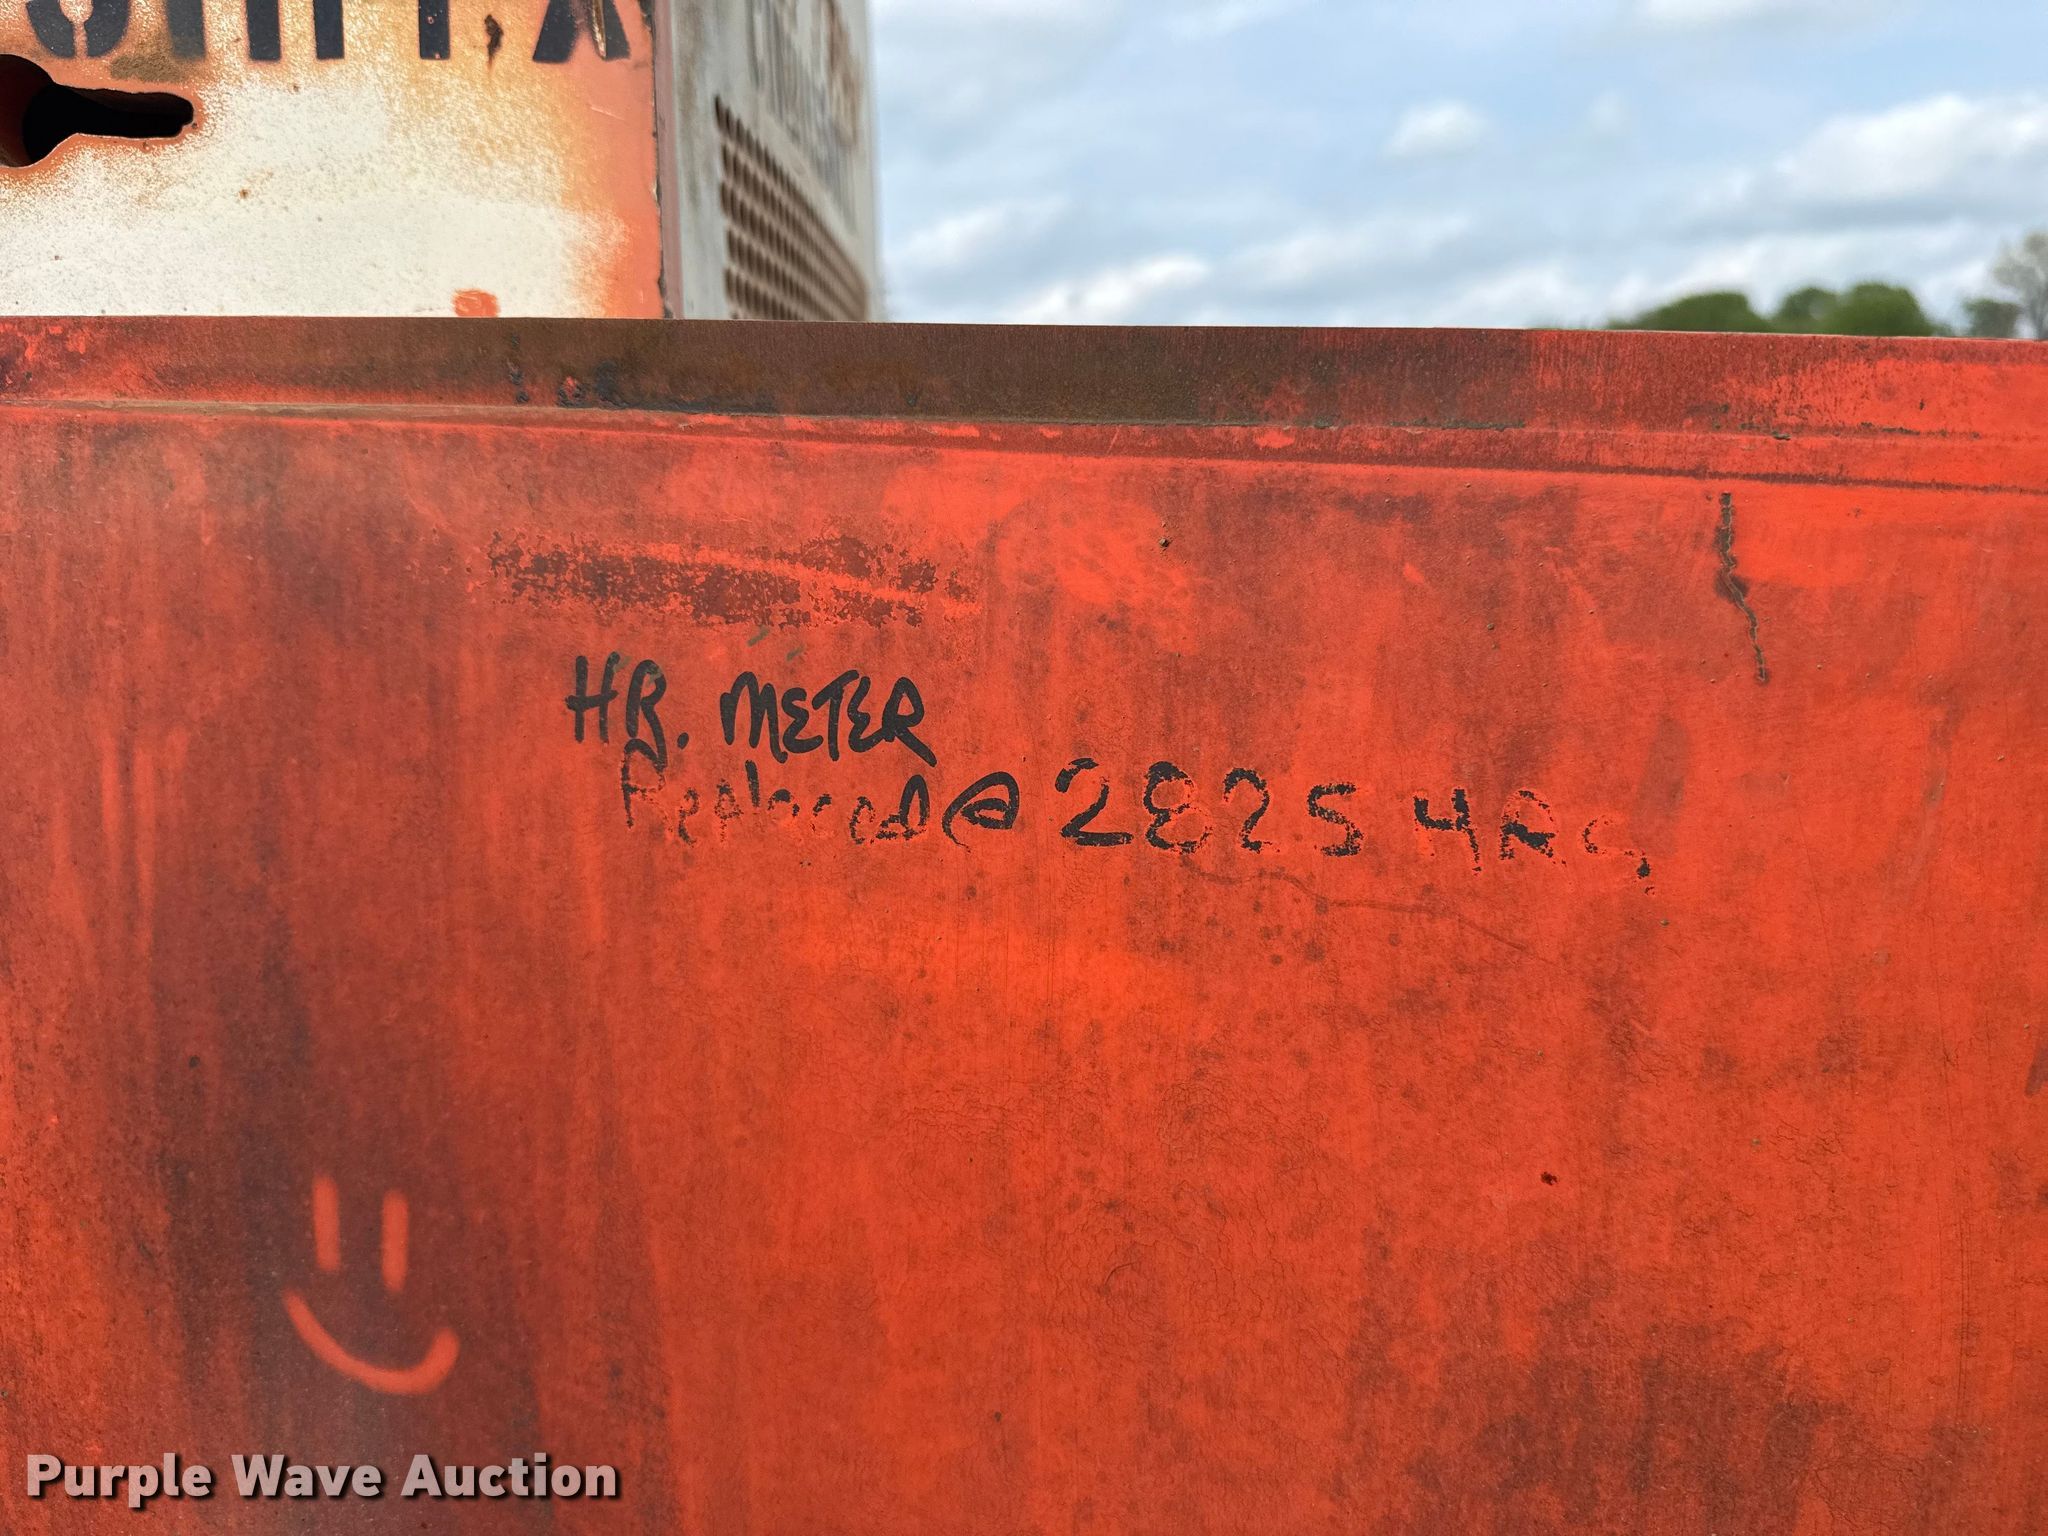 HR. METER
Replaced @ 2825 HRS.
Purple Wave Auction